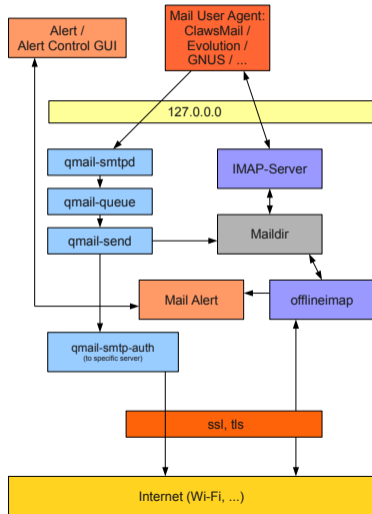 Alert /
Alert Control GUI
Mail User Agent:
ClawsMail /
Evolution /
GNUS / ...
127.0.0.0
qmail-smtpd
IMAP-Server
qmail-queue
qmail-send
Maildir
Mail Alert
offlineimap
qmail-smtp-auth
(to specific server)
ssl, tls
Internet (Wi-Fi, ...)